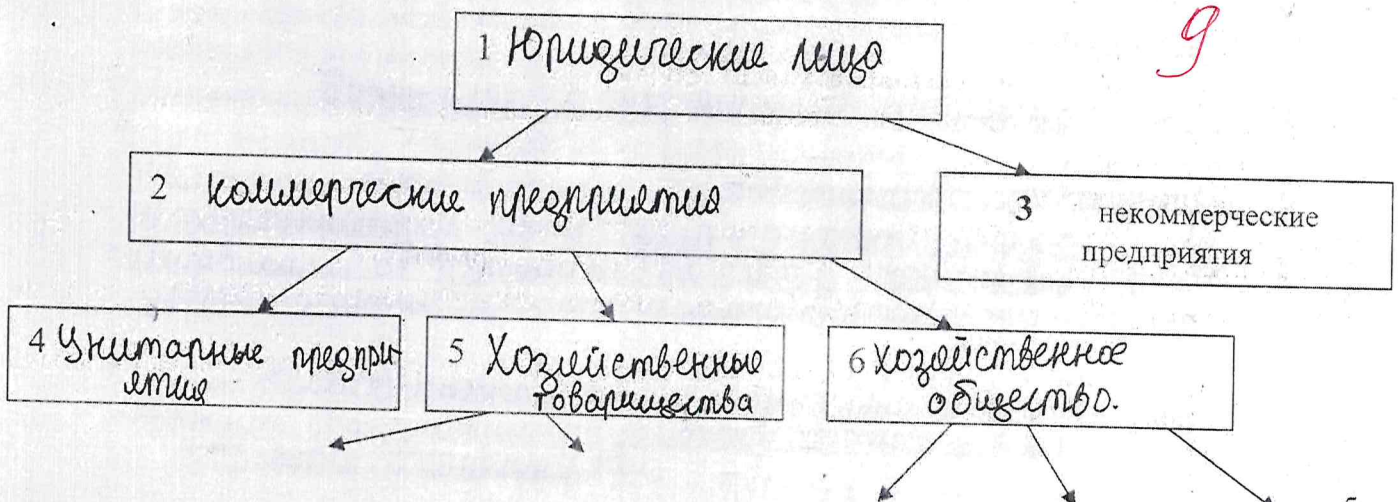 9
1 Юридические лица
2 коммерческие предприятия
3 некоммерческие
предприятия
4 Унитарные предпри-
ятия
5 Хозяйственные
товарищества
6 Хозяйственное
общество.